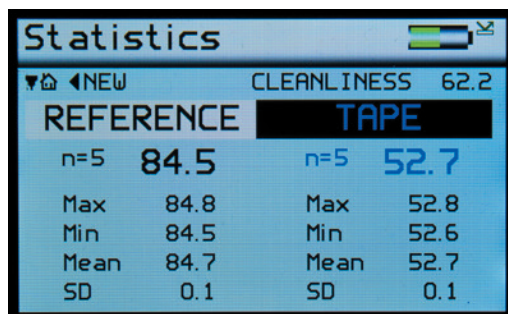 Statistics
NEW CLEANLINESS 62.2
REFERENCE TAPE
n=5 84.5 n=5 52.7
Max 84.8 Max 52.8
Min 84.5 Min 52.6
Mean 84.7 Mean 52.7
SD 0.1 SD 0.1